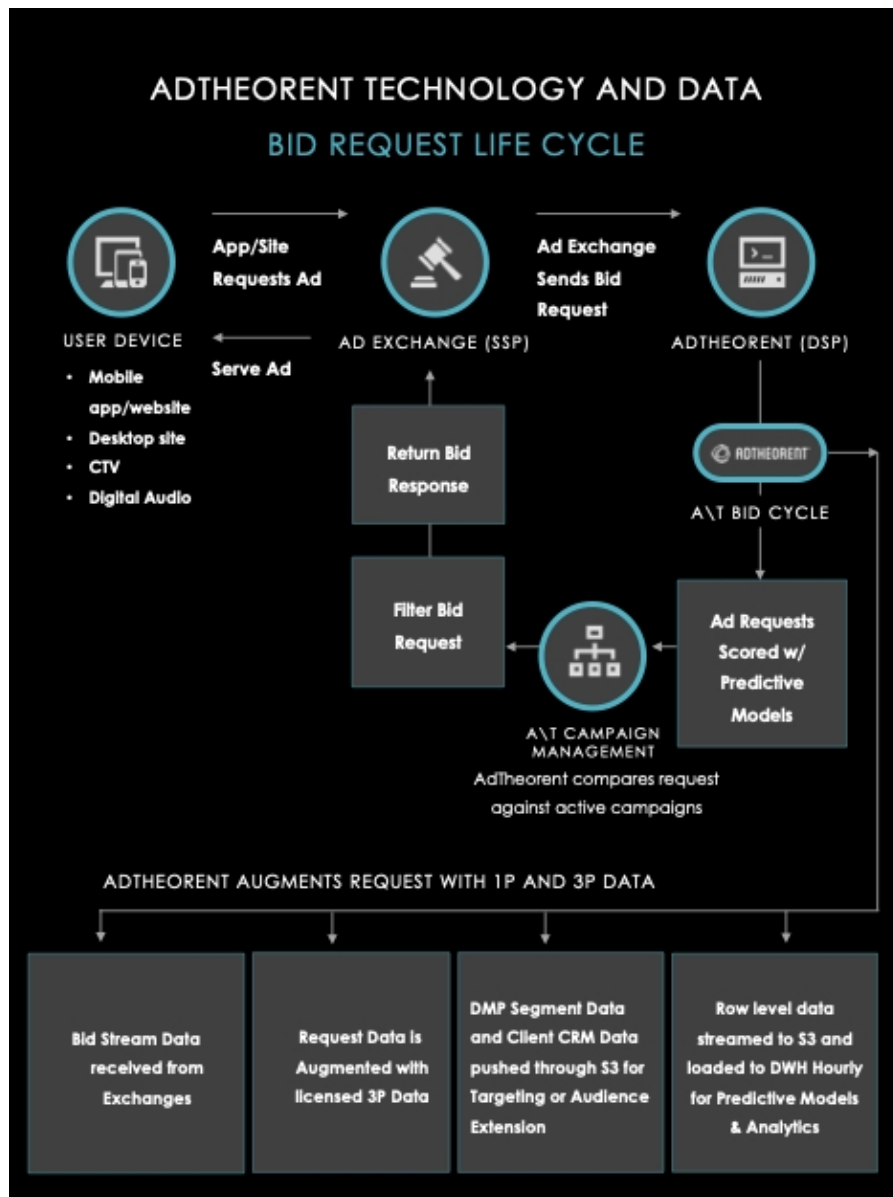 ADTHEORENT TECHNOLOGY AND DATA
BID REQUEST LIFE CYCLE
App/Site
Requests Ad
Ad Exchange
Sends Bid
Request
USER DEVICE
AD EXCHANGE (SSP)
ADTHEORENT (DSP)
Serve Ad
• Mobile
app/website
• Desktop site
• CTV
• Digital Audio
Return Bid
Response
ADTHEORENT
A\T BID CYCLE
Filter Bid
Request
Ad Requests
Scored w/
Predictive
Models
A\T CAMPAIGN
MANAGEMENT
AdTheorent compares request
against active campaigns
ADTHEORENT AUGMENTS REQUEST WITH 1P AND 3P DATA
Bid Stream Data
received from
Exchanges
Request Data is
Augmented with
licensed 3P Data
DMP Segment Data
and Client CRM Data
pushed through S3 for
Targeting or Audience
Extension
Row level data
streamed to S3 and
loaded to DWH Hourly
for Predictive Models
& Analytics